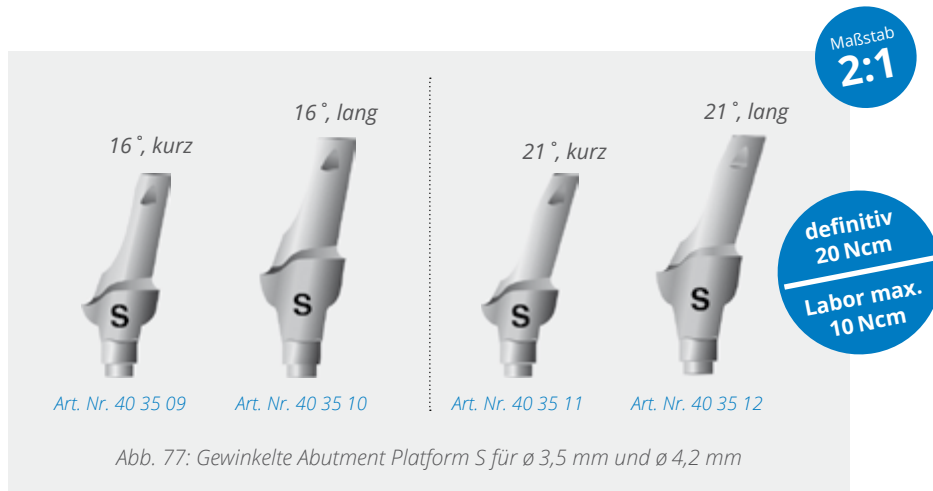 Maßstab
2:1
16˚, kurz
16˚, lang
21˚, kurz
21˚, lang
definitiv
20 Ncm
Labor max.
10 Ncm
S
S
S
S
Art. Nr. 40 35 09
Art. Nr. 40 35 10
Art. Nr. 40 35 11
Art. Nr. 40 35 12
Abb. 77: Gewinkelte Abutment Platform S für ø 3,5 mm und ø 4,2 mm